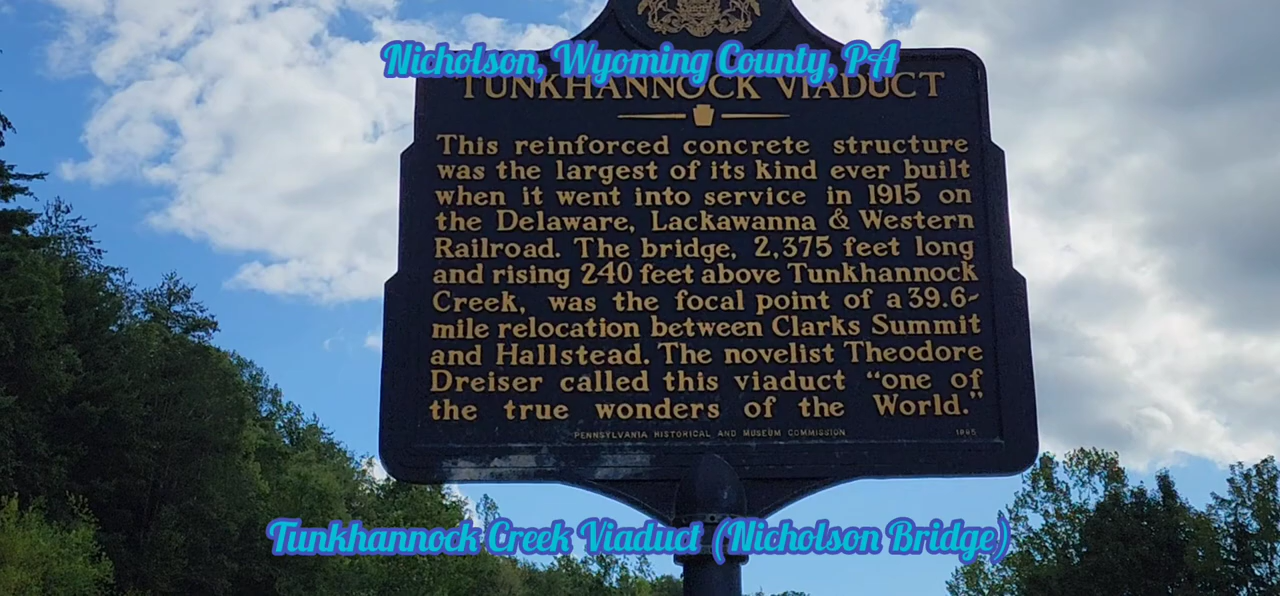 Nicholson, Wyoming County, PA
TUNKHANNOCK VIADUCT
This reinforced concrete structure
was the largest of its kind ever built
when it went into service in 1915 on
the Delaware, Lackawanna & Western
Railroad. The bridge, 2,375 feet long
and rising 240 feet above Tunkhannock
Creek, was the focal point of a 39.6-
mile relocation between Clarks Summit
and Hallstead. The novelist Theodore
Dreiser called this viaduct “one of
the true wonders of the World.”
PENNSYLVANIA HISTORICAL AND MUSEUM COMMISSION 1995
Tunkhannock Creek Viaduct (Nicholson Bridge)